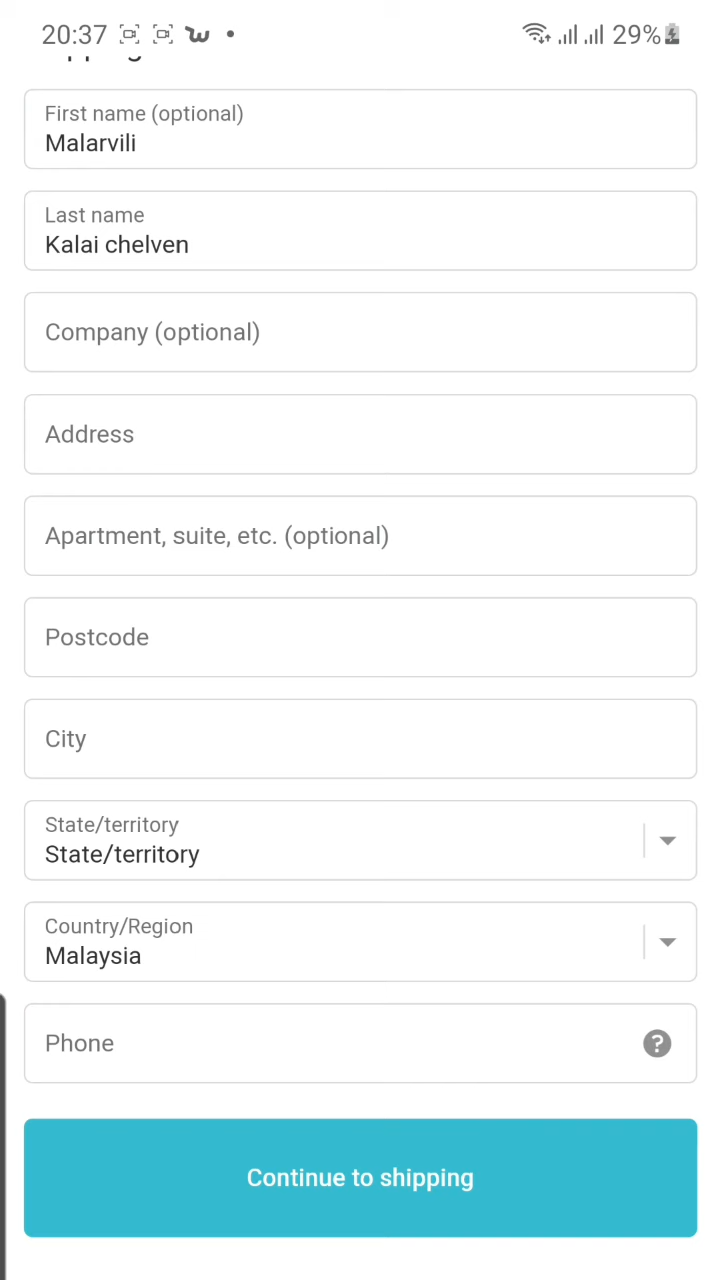 20:37 29%
First name (optional)
Malarvili
Last name
Kalai chelven
Company (optional)
Address
Apartment, suite, etc. (optional)
Postcode
City
State/territory
State/territory
Country/Region
Malaysia
Phone
?
Continue to shipping